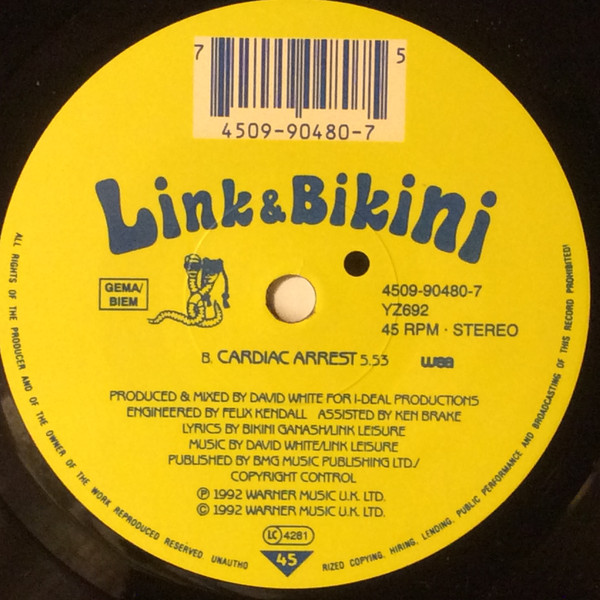 7 5
4509-90480-7
Link & Bikini
GEMA/
BIEM
4509-90480-7
YZ692
45 RPM · STEREO
B. CARDIAC ARREST 5.53
wea
PRODUCED & MIXED BY DAVID WHITE FOR I-DEAL PRODUCTIONS
ENGINEERED BY FELIX KENDALL ASSISTED BY KEN BRAKE
LYRICS BY BIKINI GANASH/LINK LEISURE
MUSIC BY DAVID WHITE/LINK LEISURE
PUBLISHED BY BMG MUSIC PUBLISHING LTD./
COPYRIGHT CONTROL
℗ 1992 WARNER MUSIC U.K. LTD.
© 1992 WARNER MUSIC U.K. LTD.
LC 4281
45
ALL RIGHTS OF THE PRODUCER AND OF THE OWNER OF THE WORK REPRODUCED RESERVED UNAUTHO
RIZED COPYING, HIRING, LENDING, PUBLIC PERFORMANCE AND BROADCASTING OF THIS RECORD PROHIBITED!